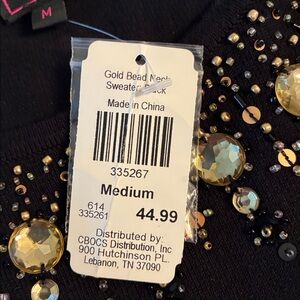 M
Gold Bead Neck
Sweater Black
Made in China
335267
Medium
614
335261
44.99
Distributed by:
CBOCS Distribution, Inc
900 Hutchinson PL.
Lebanon, TN 37090